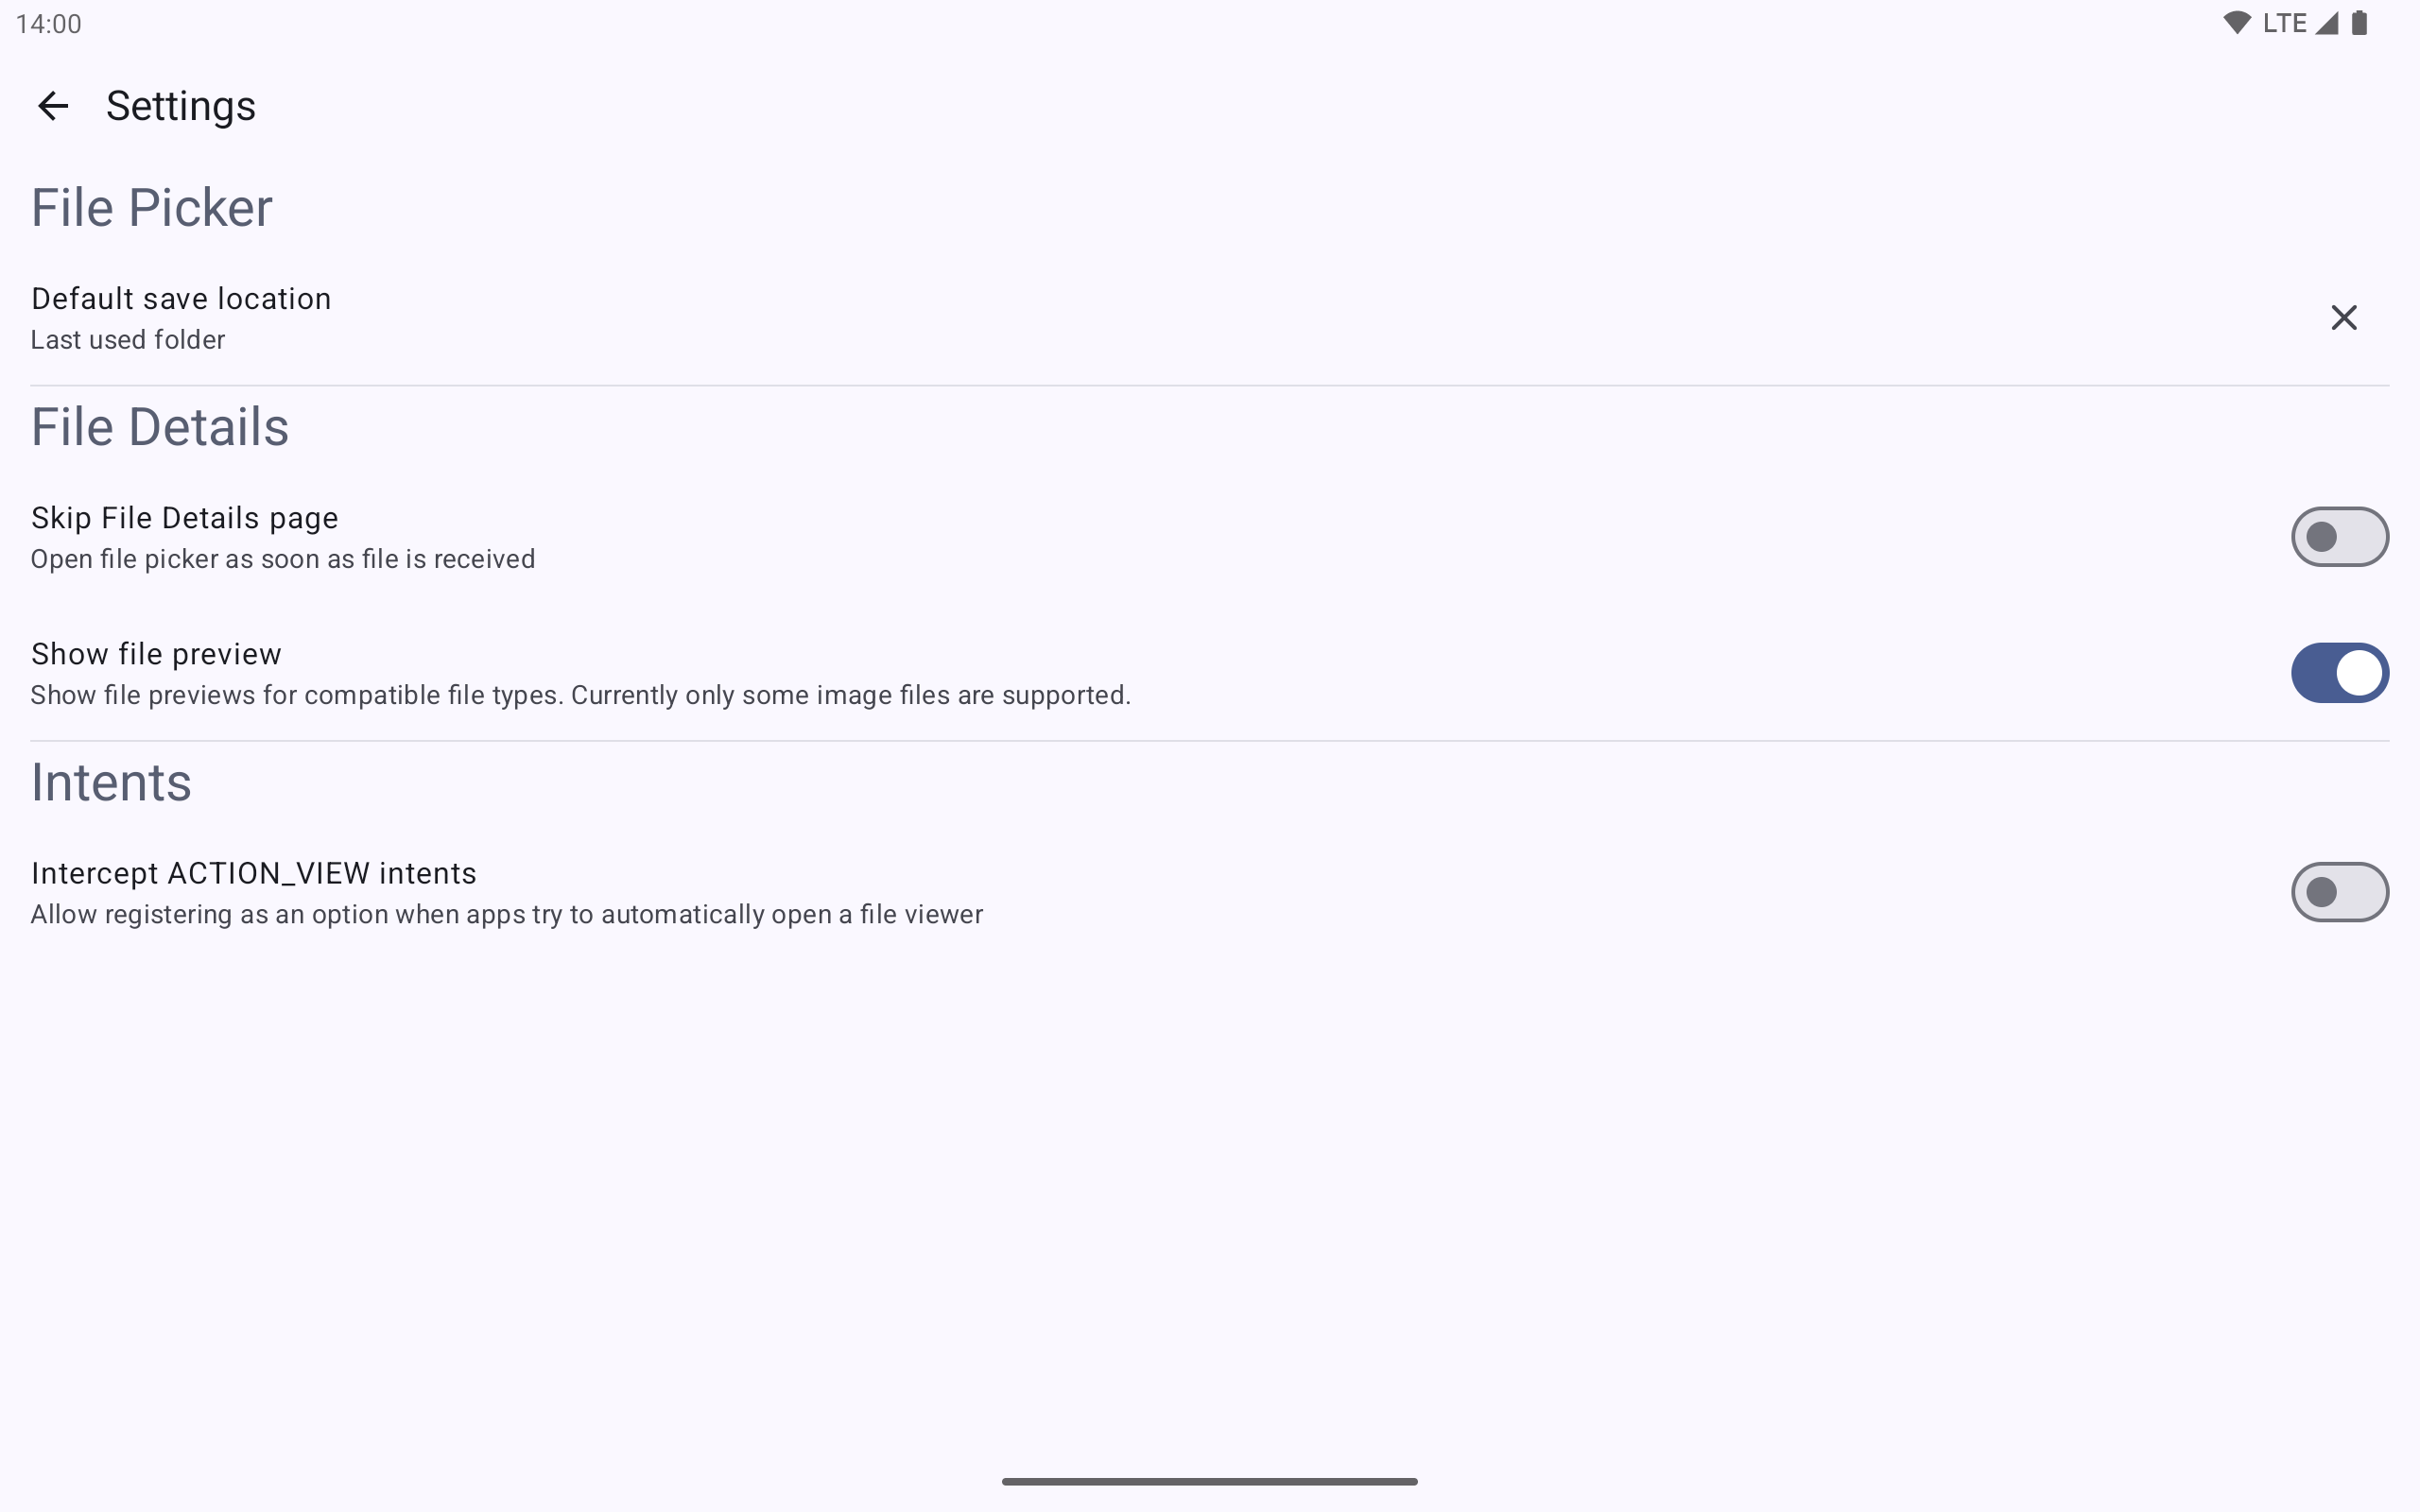 14:00
LTE
Settings
File Picker
Default save location
Last used folder
File Details
Skip File Details page
Open file picker as soon as file is received
Show file preview
Show file previews for compatible file types. Currently only some image files are supported.
Intents
Intercept ACTION_VIEW intents
Allow registering as an option when apps try to automatically open a file viewer